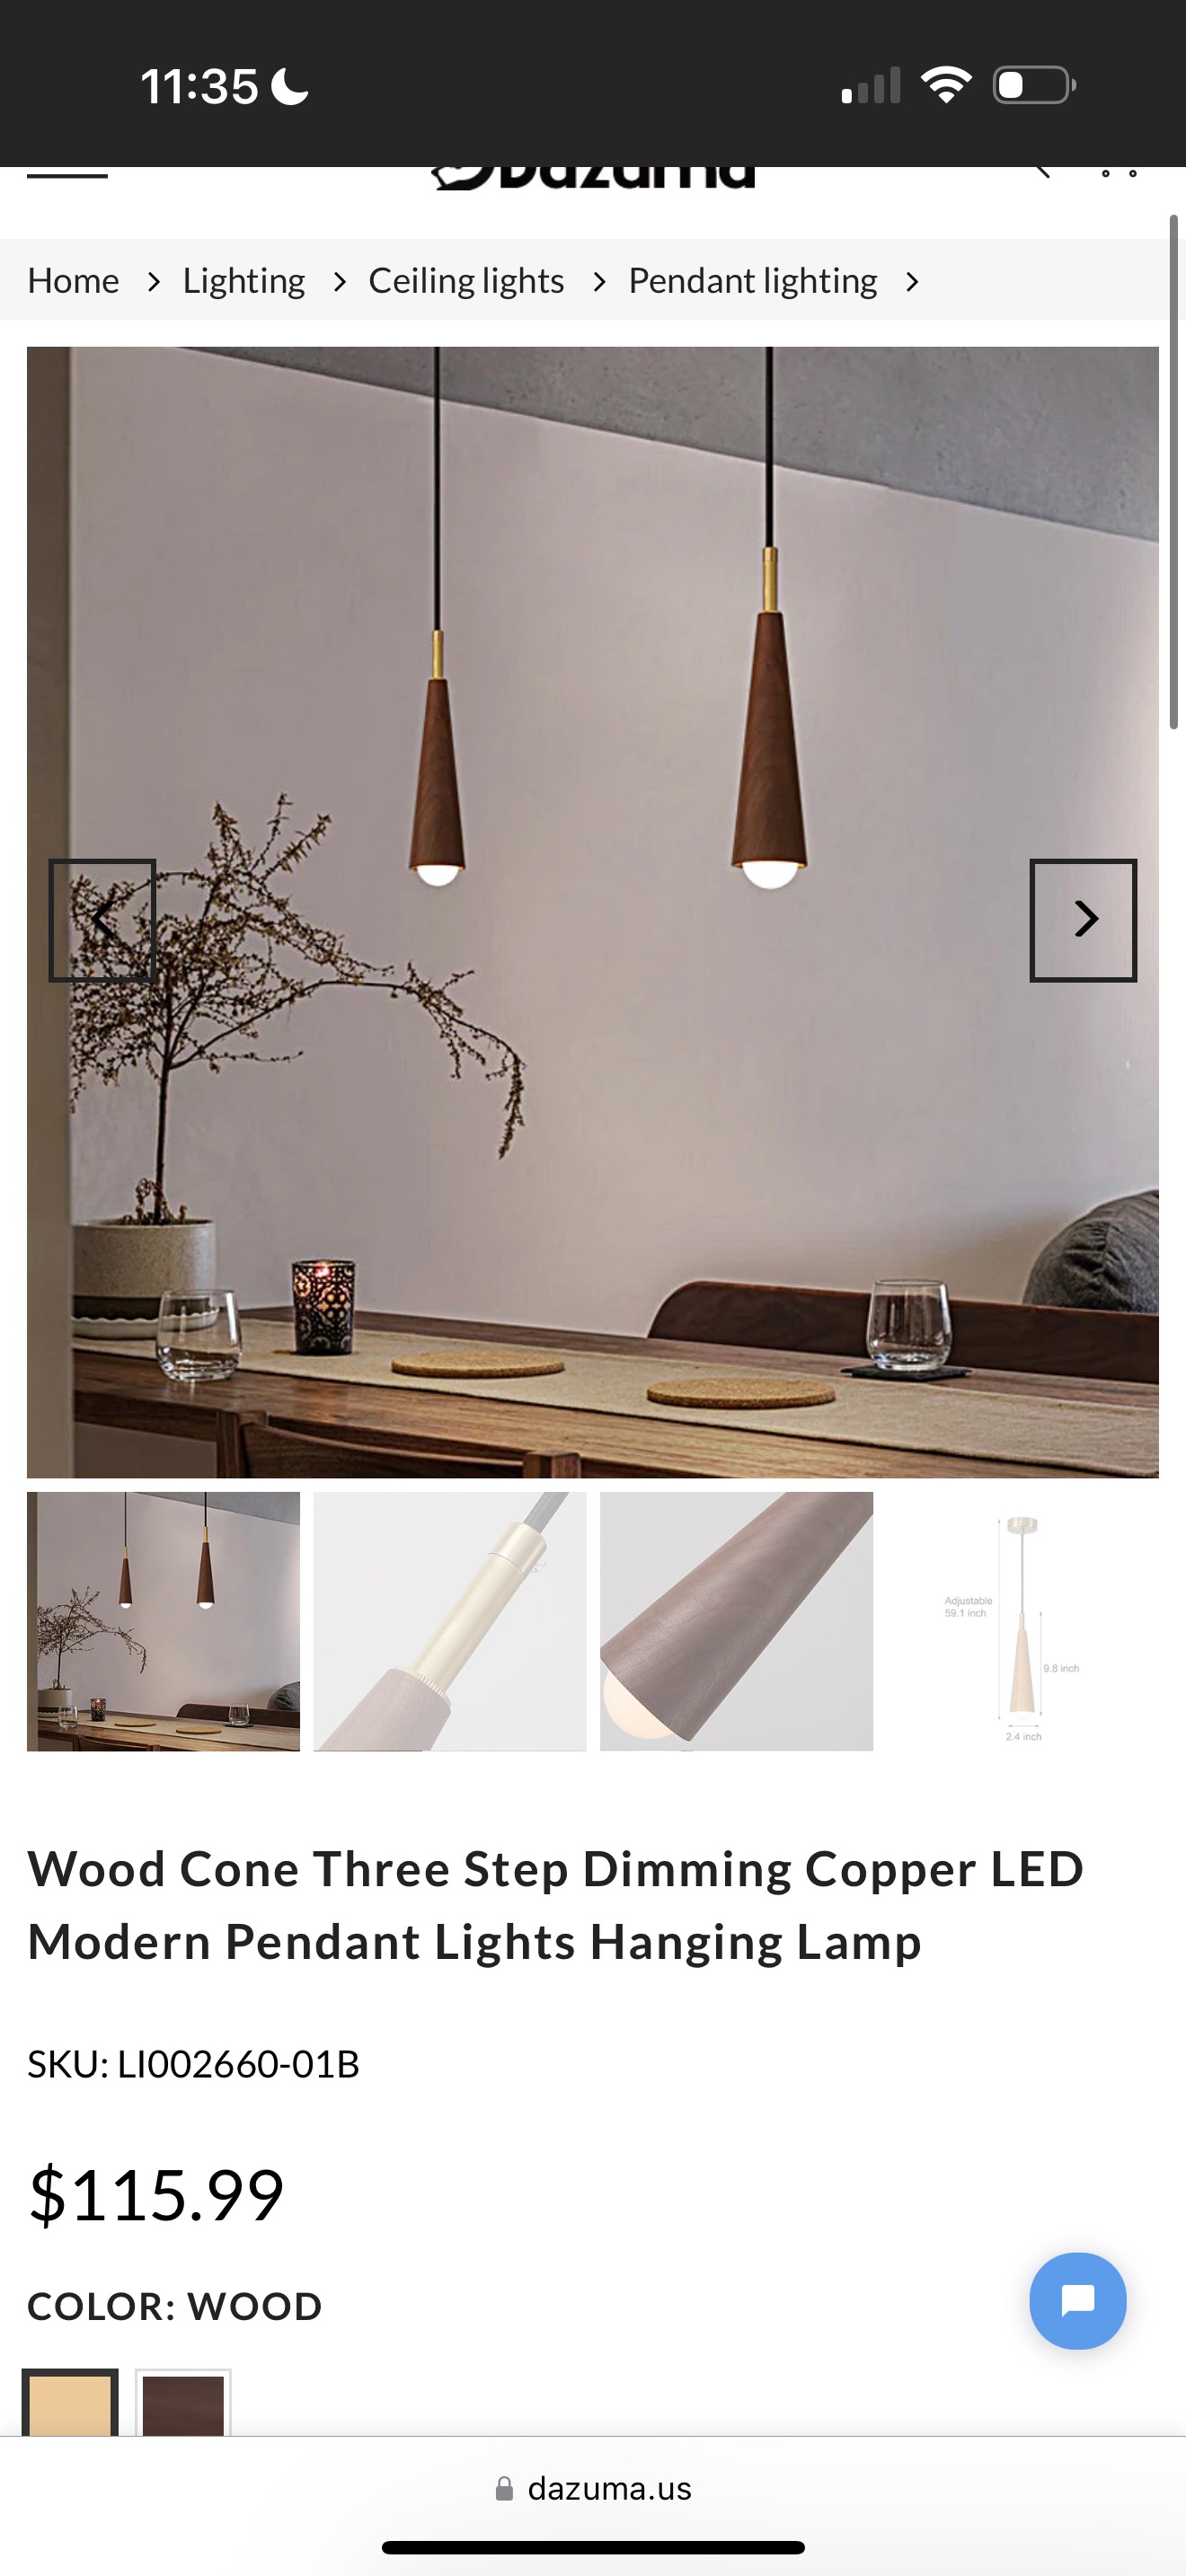 11:35
Dazuma
Home > Lighting > Ceiling lights > Pendant lighting >
Adjustable
59.1 inch
9.8 inch
2.4 inch
Wood Cone Three Step Dimming Copper LED
Modern Pendant Lights Hanging Lamp
SKU: LI002660-01B
$115.99
COLOR: WOOD
dazuma.us